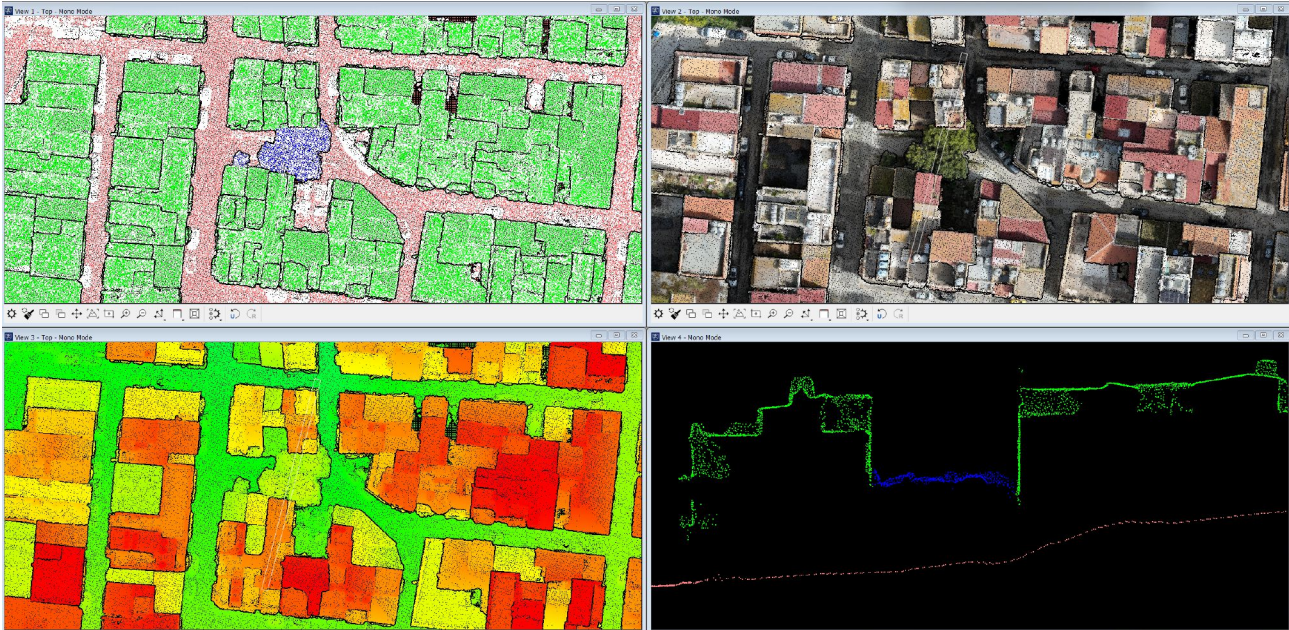 View 1 - Top - Mono Mode
View 2 - Top - Mono Mode
View 3 - Top - Mono Mode
View 4 - Mono Mode